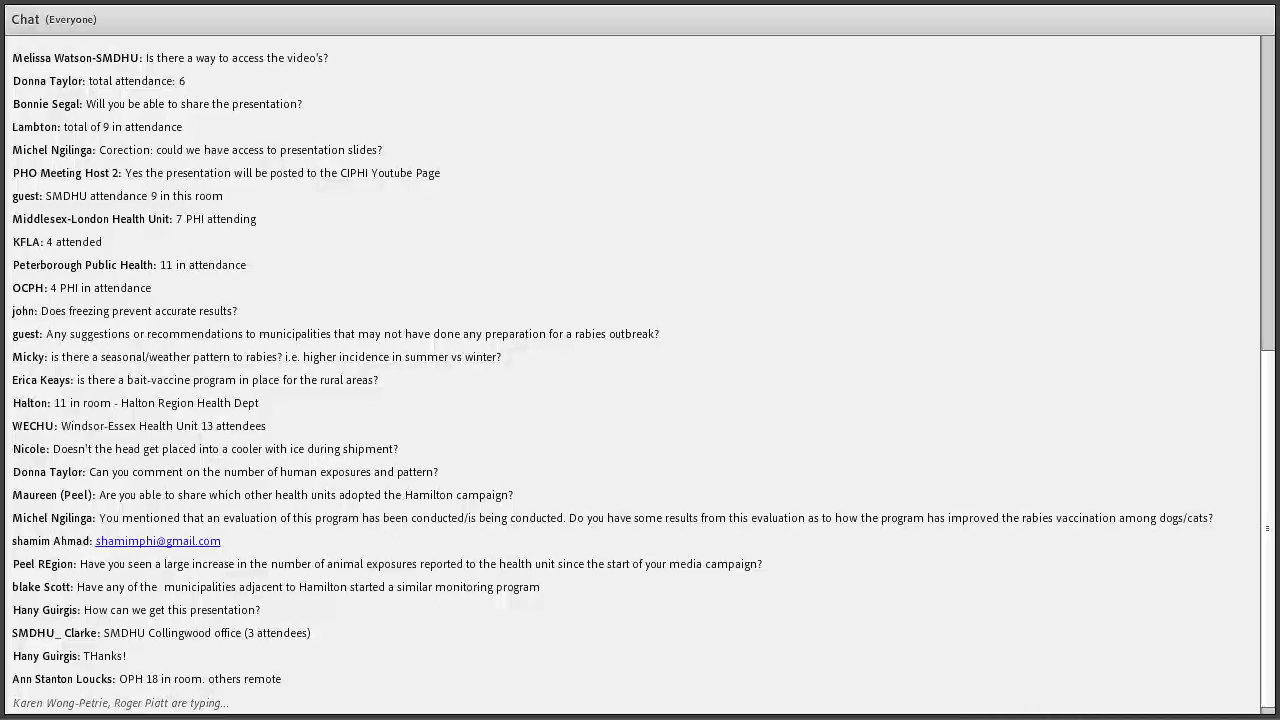 Chat (Everyone)
Melissa Watson-SMDHU: Is there a way to access the video's?
Donna Taylor: total attendance: 6
Bonnie Segal: Will you be able to share the presentation?
Lambton: total of 9 in attendance
Michel Ngilinga: Corection: could we have access to presentation slides?
PHO Meeting Host 2: Yes the presentation will be posted to the CIPHI Youtube Page
guest: SMDHU attendance 9 in this room
Middlesex-London Health Unit: 7 PHI attending
KFLA: 4 attended
Peterborough Public Health: 11 in attendance
OCPH: 4 PHI in attendance
john: Does freezing prevent accurate results?
guest: Any suggestions or recommendations to municipalities that may not have done any preparation for a rabies outbreak?
Micky: is there a seasonal/weather pattern to rabies? i.e. higher incidence in summer vs winter?
Erica Keays: is there a bait-vaccine program in place for the rural areas?
Halton: 11 in room - Halton Region Health Dept
WECHU: Windsor-Essex Health Unit 13 attendees
Nicole: Doesn't the head get placed into a cooler with ice during shipment?
Donna Taylor: Can you comment on the number of human exposures and pattern?
Maureen (Peel): Are you able to share which other health units adopted the Hamilton campaign?
Michel Ngilinga: You mentioned that an evaluation of this program has been conducted/is being conducted. Do you have some results from this evaluation as to how the program has improved the rabies vaccination among dogs/cats?
shamim Ahmad: shamimphi@gmail.com
Peel REgion: Have you seen a large increase in the number of animal exposures reported to the health unit since the start of your media campaign?
blake Scott: Have any of the  municipalities adjacent to Hamilton started a similar monitoring program
Hany Guirgis: How can we get this presentation?
SMDHU_ Clarke: SMDHU Collingwood office (3 attendees)
Hany Guirgis: THanks!
Ann Stanton Loucks: OPH 18 in room. others remote
Karen Wong-Petrie, Roger Piatt are typing...